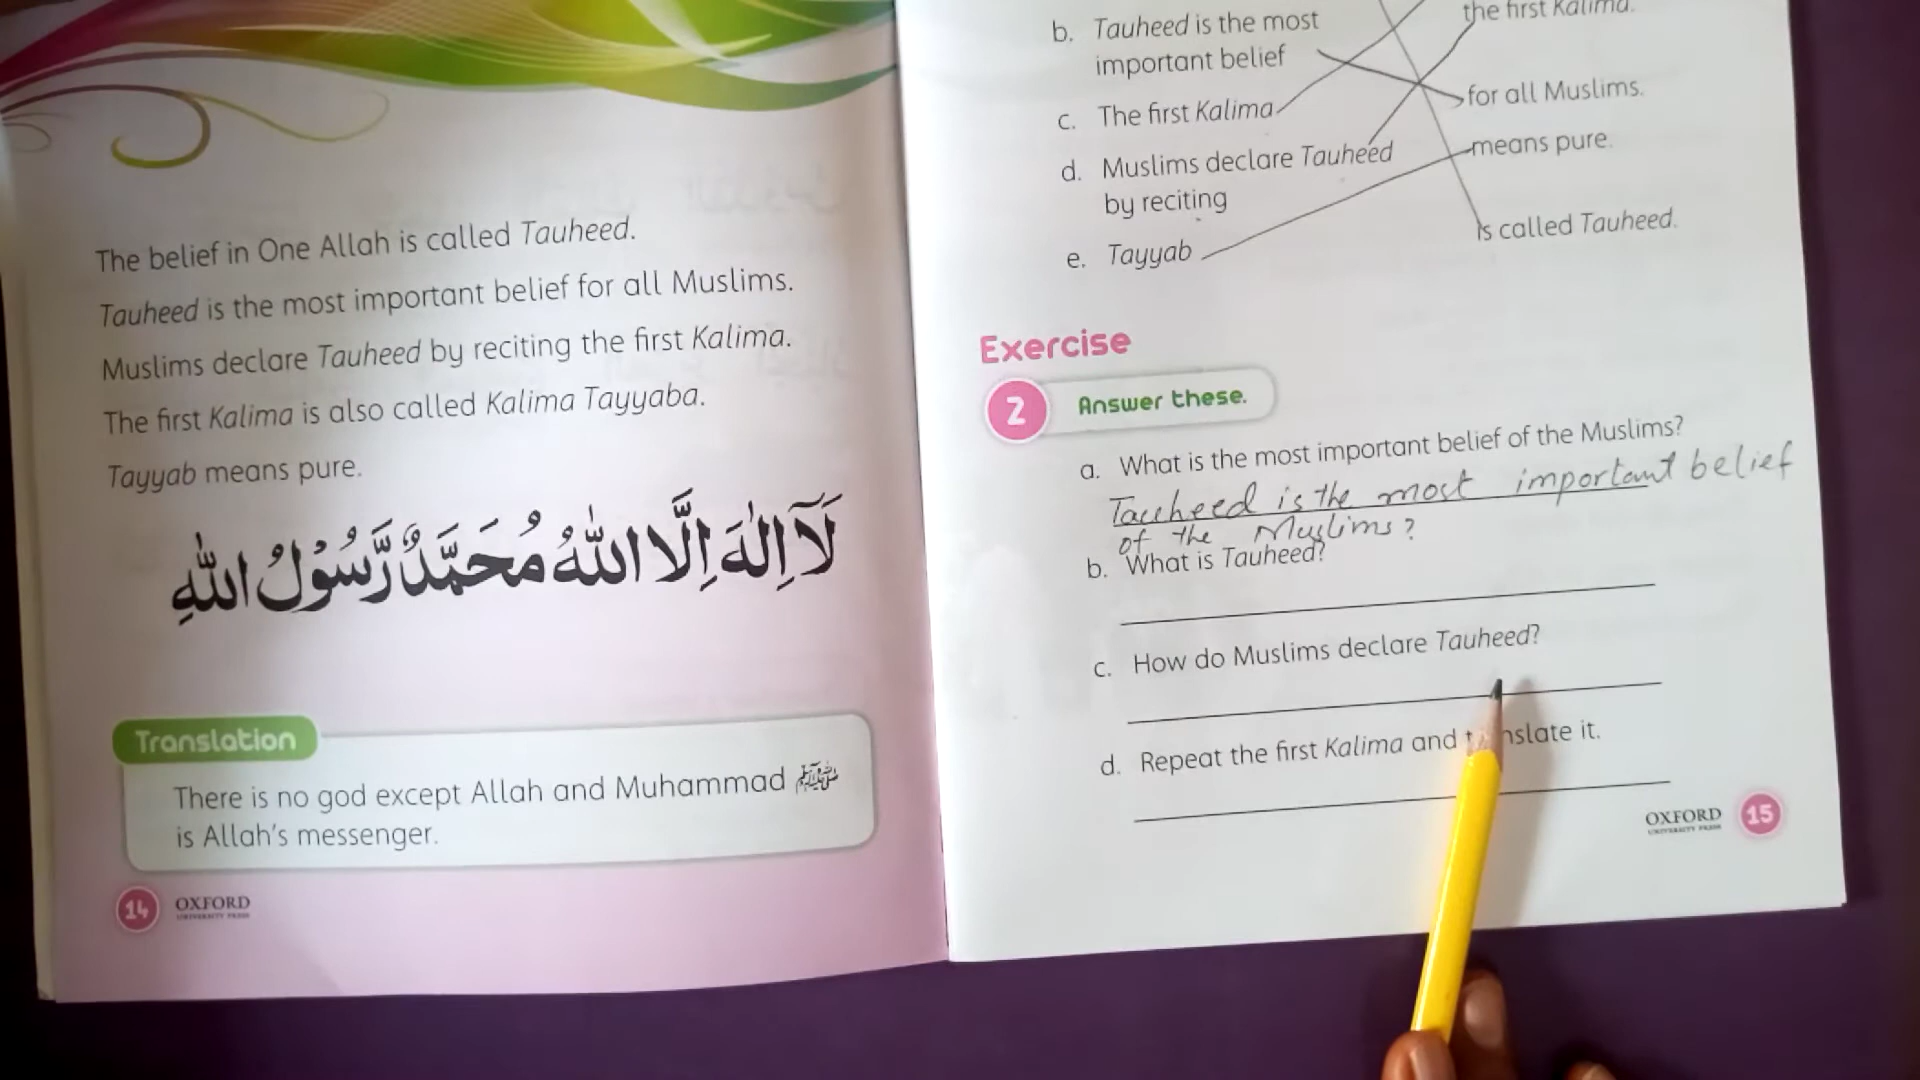 The belief in One Allah is called Tauheed.
Tauheed is the most important belief for all Muslims.
Muslims declare Tauheed by reciting the first Kalima.
The first Kalima is also called Kalima Tayyaba.
Tayyab means pure.
لَآ اِلٰهَ اِلَّا اللّٰهُ مُحَمَّدٌ رَّسُوْلُ اللّٰهِ
Translation
There is no god except Allah and Muhammad ﷺ
is Allah's messenger.
14 OXFORD
UNIVERSITY PRESS
b. Tauheed is the most
important belief
c. The first Kalima
d. Muslims declare Tauheed
by reciting
e. Tayyab
the first Kalima.
for all Muslims.
means pure.
is called Tauheed.
Exercise
2 Answer these.
a. What is the most important belief of the Muslims?
Tauheed is the most important belief
of the Muslims?
b. What is Tauheed?
c. How do Muslims declare Tauheed?
d. Repeat the first Kalima and translate it.
OXFORD 15
UNIVERSITY PRESS